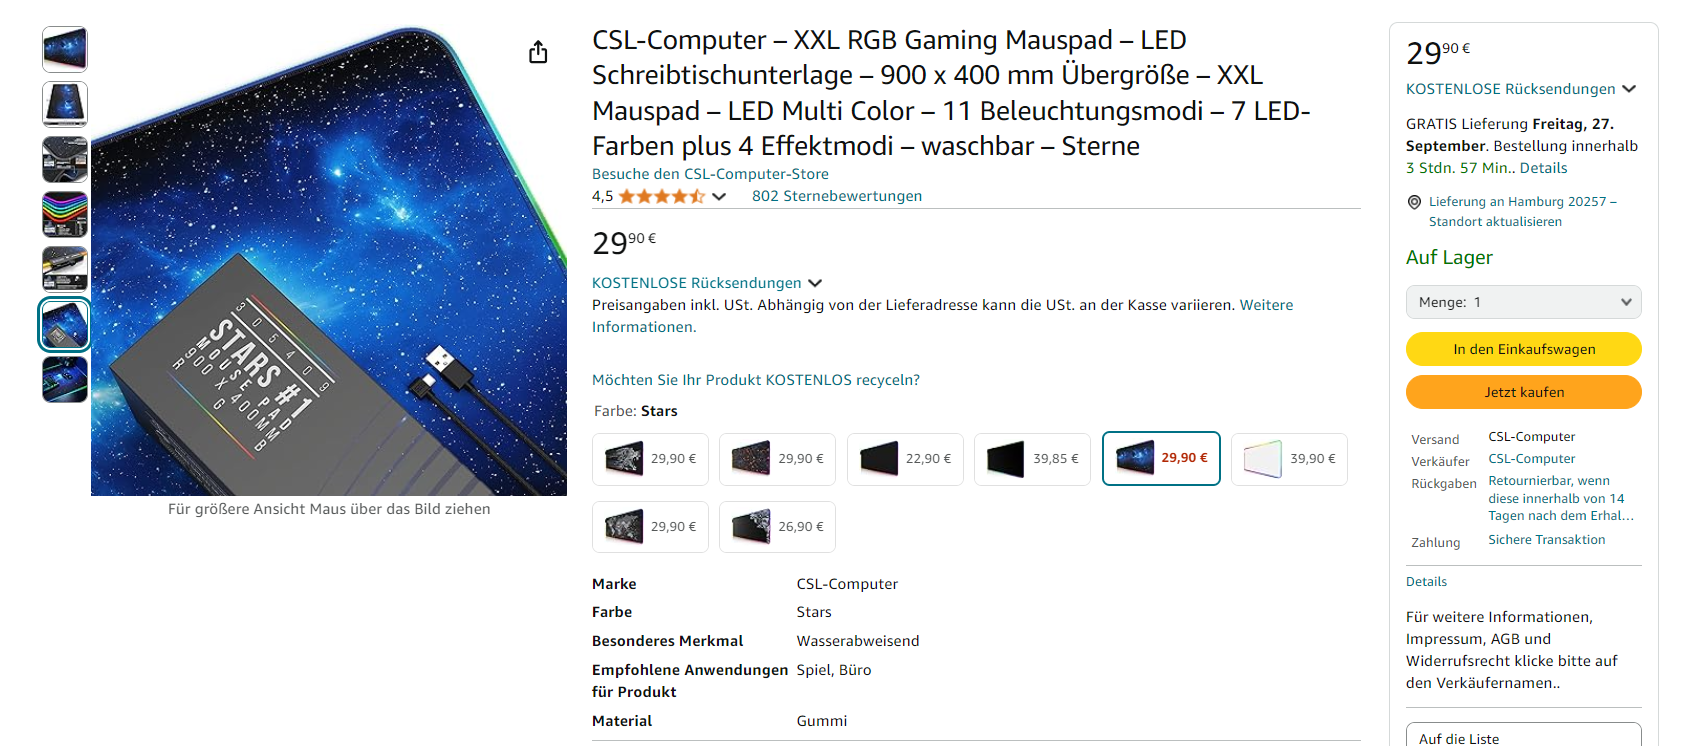 3 0 5 4 4 0 9
STARS #1
MOUSE PAD
R900 X 400MM
G B
Für größere Ansicht Maus über das Bild ziehen
CSL-Computer – XXL RGB Gaming Mauspad – LED
Schreibtischunterlage – 900 x 400 mm Übergröße – XXL
Mauspad – LED Multi Color – 11 Beleuchtungsmodi – 7 LED-
Farben plus 4 Effektmodi – waschbar – Sterne
Besuche den CSL-Computer-Store
4,5 802 Sternebewertungen
29⁹⁰ €
KOSTENLOSE Rücksendungen
Preisangaben inkl. USt. Abhängig von der Lieferadresse kann die USt. an der Kasse variieren. Weitere
Informationen.
Möchten Sie Ihr Produkt KOSTENLOS recyceln?
Farbe: Stars
29,90 € 29,90 € 22,90 € 39,85 € 29,90 € 39,90 €
29,90 € 26,90 €
Marke CSL-Computer
Farbe Stars
Besonderes Merkmal Wasserabweisend
Empfohlene Anwendungen Spiel, Büro
für Produkt
Material Gummi
29⁹⁰ €
KOSTENLOSE Rücksendungen
GRATIS Lieferung Freitag, 27.
September. Bestellung innerhalb
3 Stdn. 57 Min.. Details
Lieferung an Hamburg 20257 –
Standort aktualisieren
Auf Lager
Menge: 1
In den Einkaufswagen
Jetzt kaufen
Versand CSL-Computer
Verkäufer CSL-Computer
Rückgaben Retournierbar, wenn
diese innerhalb von 14
Tagen nach dem Erhal...
Zahlung Sichere Transaktion
Details
Für weitere Informationen,
Impressum, AGB und
Widerrufsrecht klicke bitte auf
den Verkäufernamen..
Auf die Liste